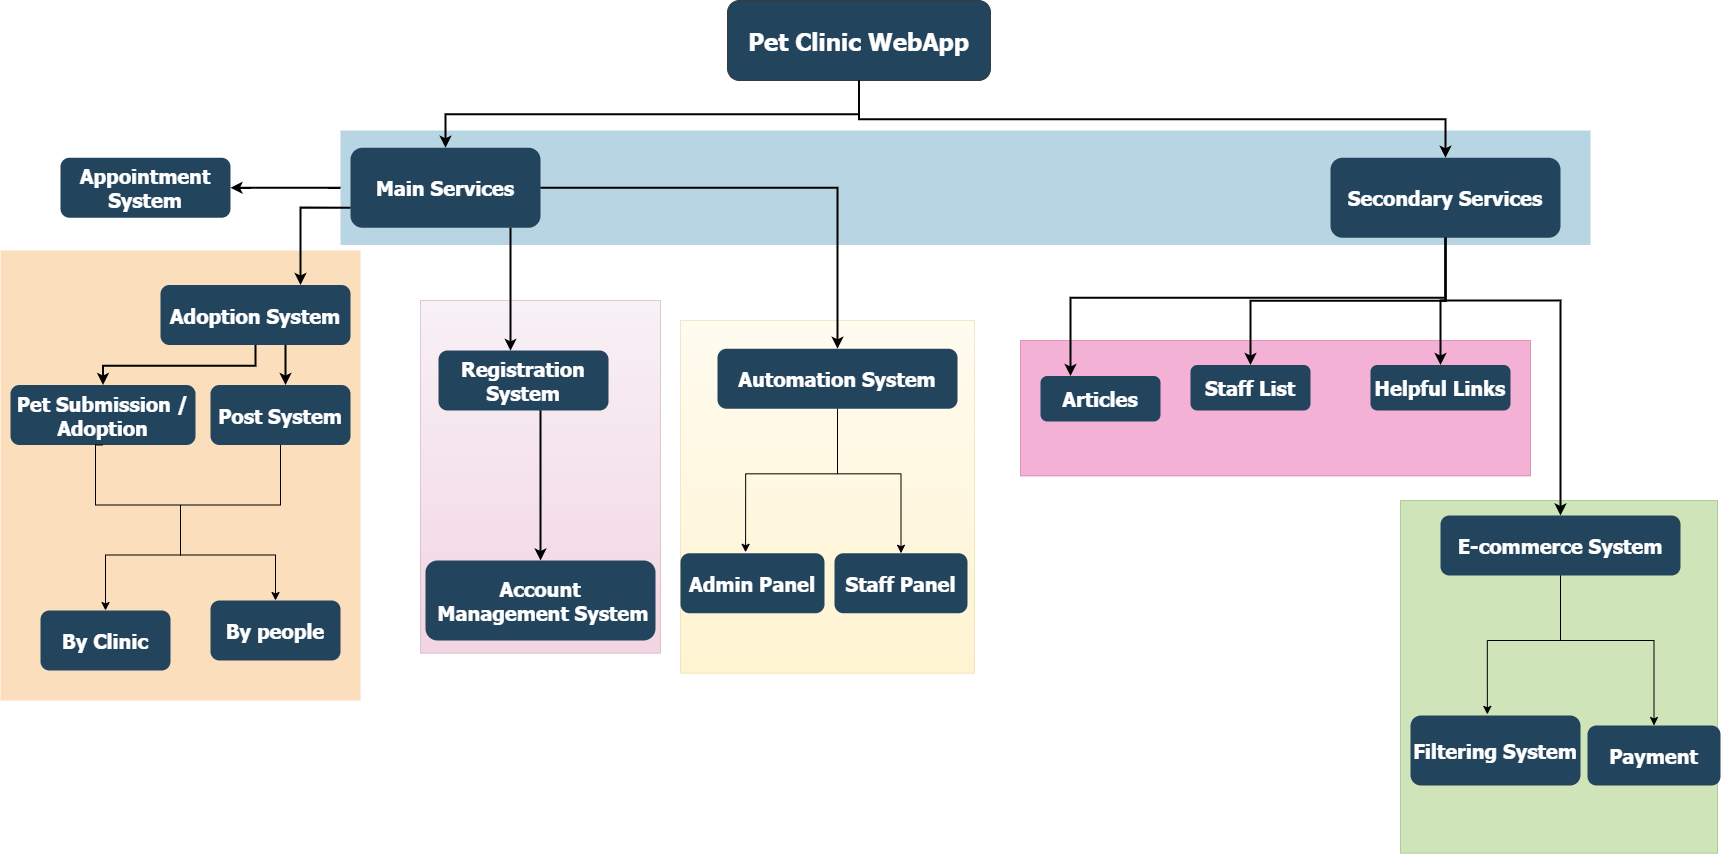 Pet Clinic WebApp
Main Services
Secondary Services
Appointment
System
Adoption System
Pet Submission /
Adoption
Post System
By Clinic
By people
Registration
System
Account
Management System
Automation System
Admin Panel
Staff Panel
Articles
Staff List
Helpful Links
E-commerce System
Filtering System
Payment